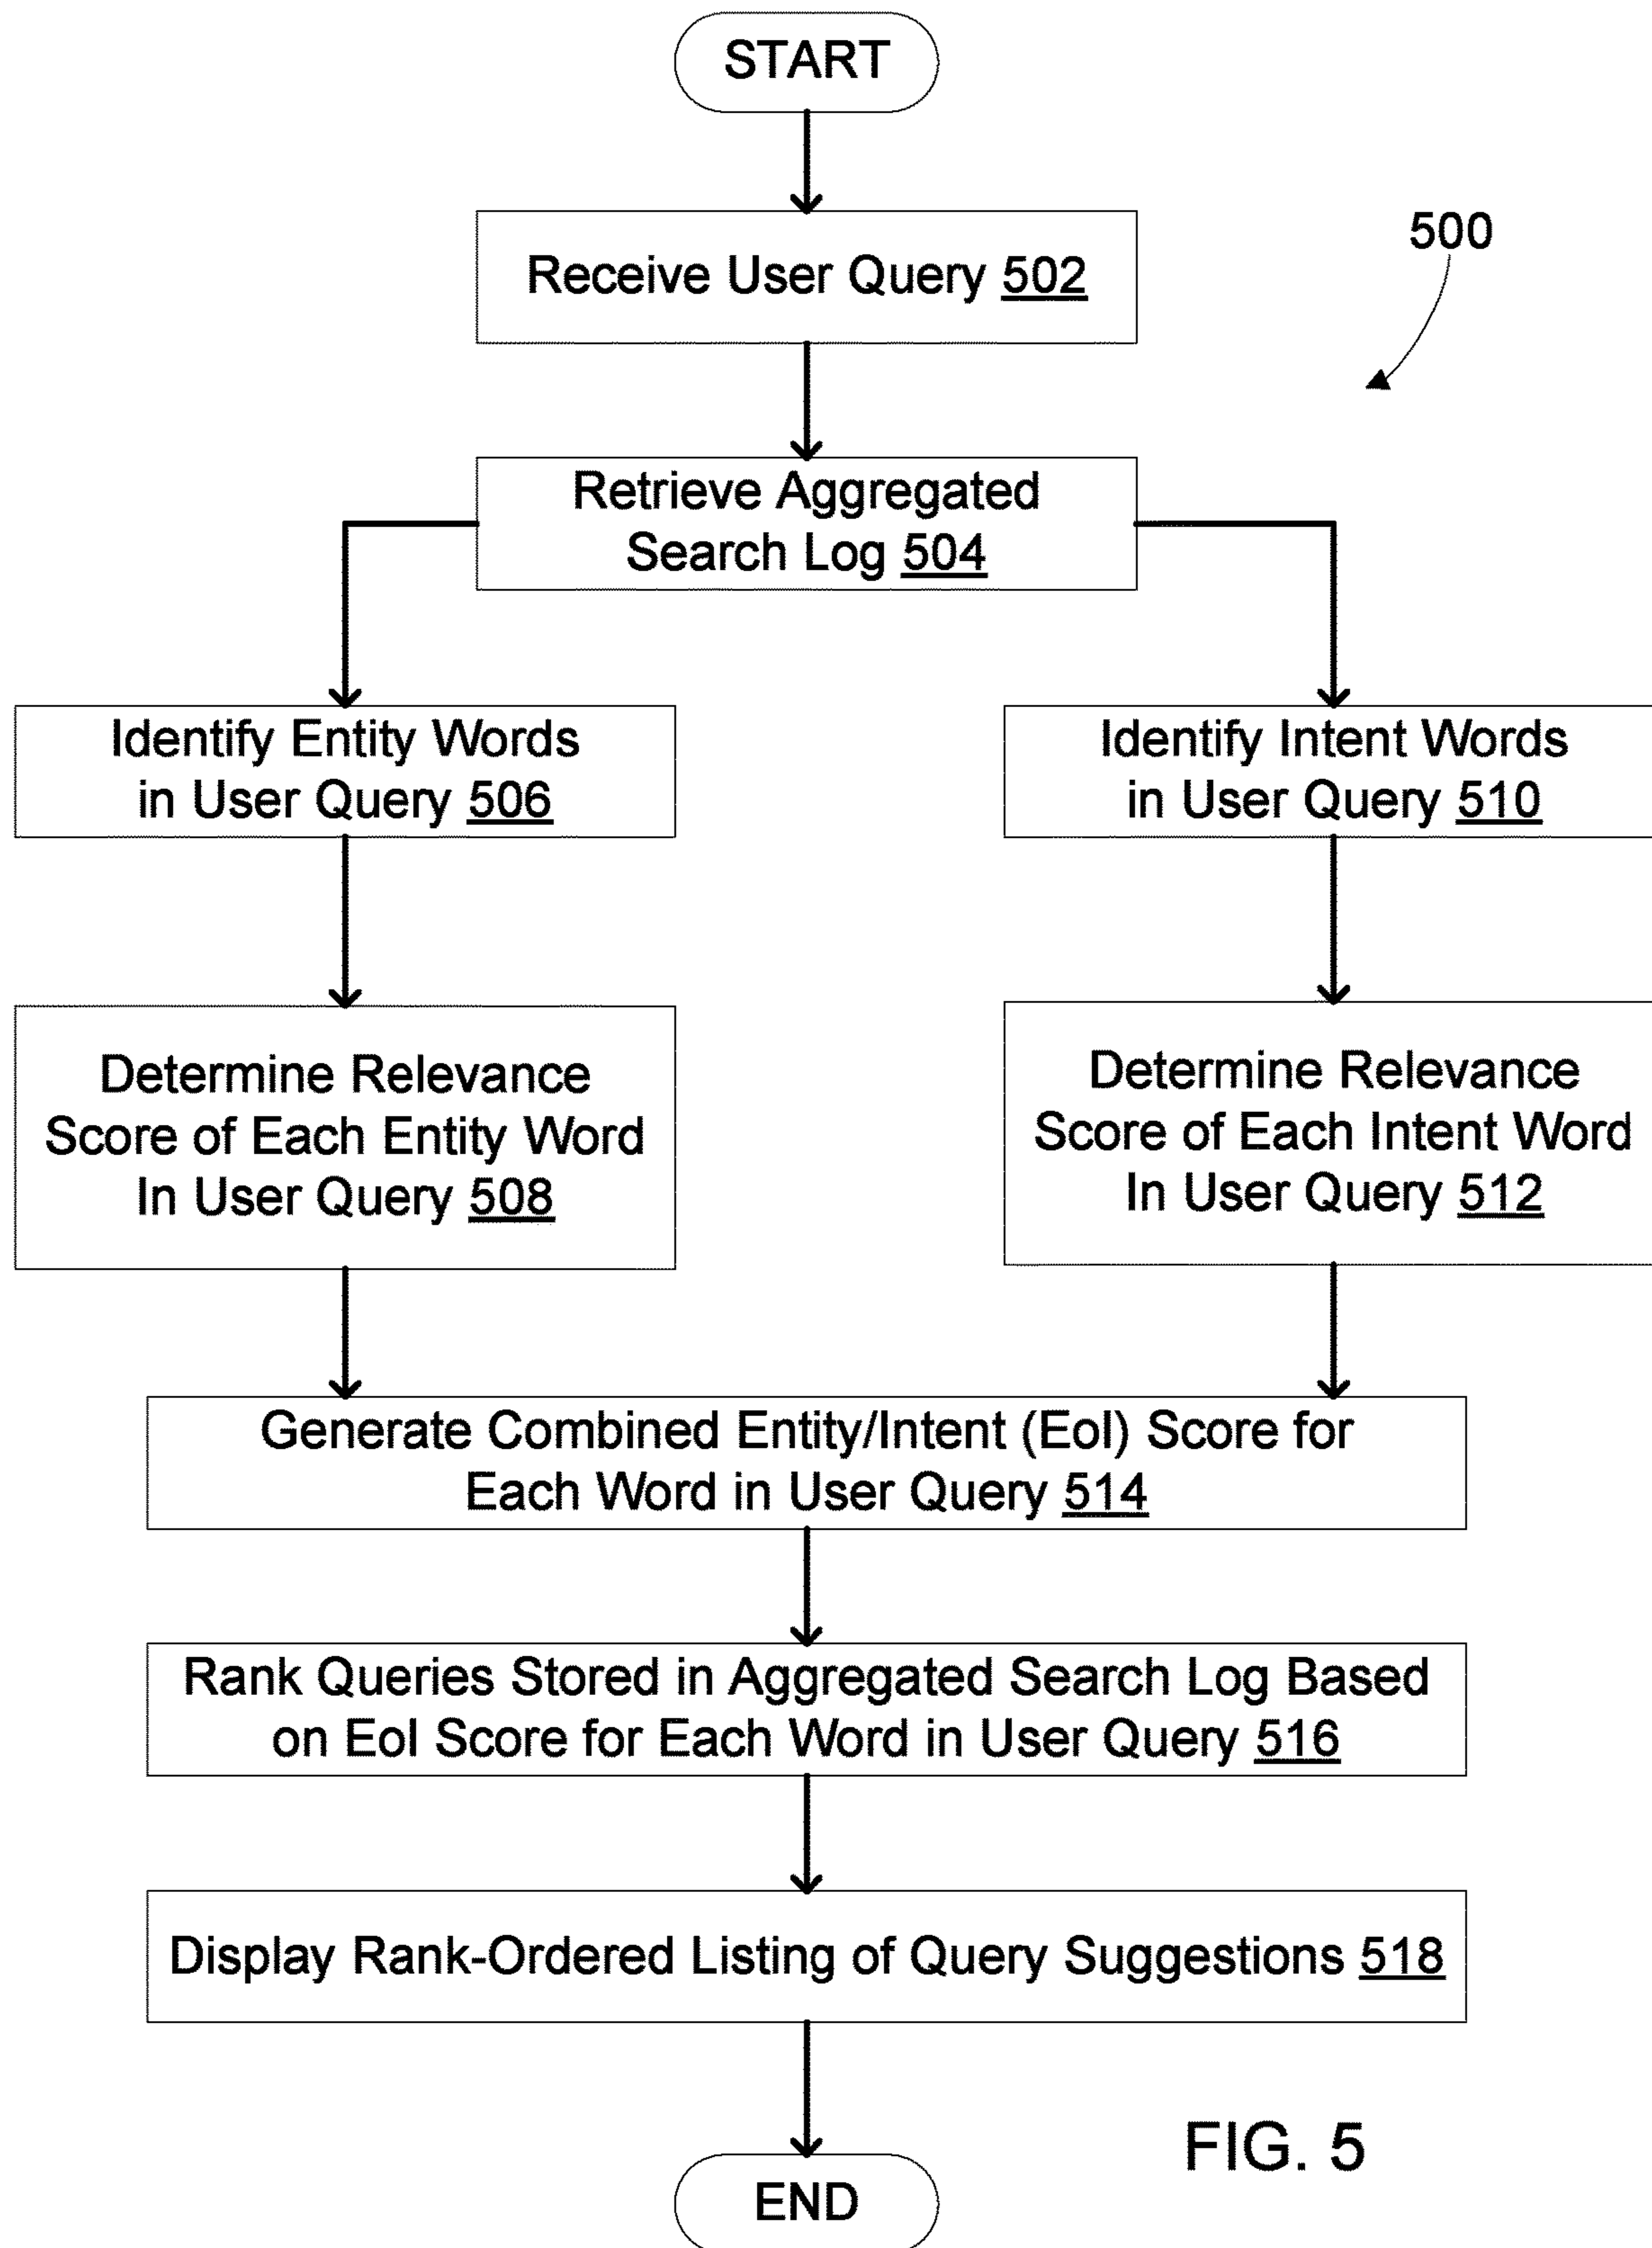 START
500
Receive User Query 502
Retrieve Aggregated
Search Log 504
Identify Entity Words
in User Query 506
Identify Intent Words
in User Query 510
Determine Relevance
Score of Each Entity Word
In User Query 508
Determine Relevance
Score of Each Intent Word
In User Query 512
Generate Combined Entity/Intent (EoI) Score for
Each Word in User Query 514
Rank Queries Stored in Aggregated Search Log Based
on EoI Score for Each Word in User Query 516
Display Rank-Ordered Listing of Query Suggestions 518
END
FIG. 5